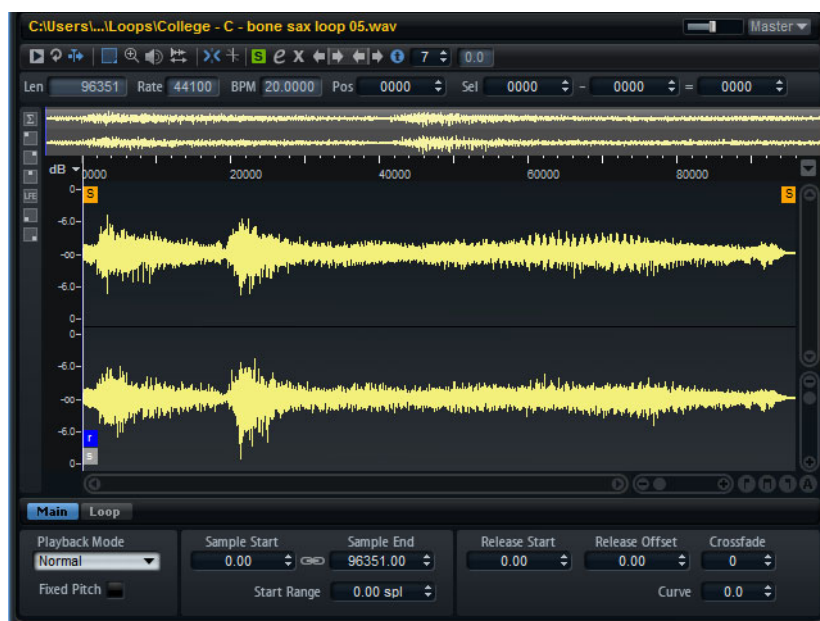 C:\Users\...\Loops\College - C - bone sax loop 05.wav
Master
S e x 7 0.0
Len 96351 Rate 44100 BPM 20.0000 Pos 0000 Sel 0000 - 0000 = 0000
Σ
LFE
dB 0000 20000 40000 60000 80000
S S
0-
-6.0-
-00-
-6.0-
0-
0-
-6.0-
-00-
-6.0-
0-
r
s
A
Main Loop
Playback Mode Sample Start Sample End Release Start Release Offset Crossfade
Normal 0.00 96351.00 0.00 0.00 0
Fixed Pitch Start Range 0.00 spl Curve 0.0